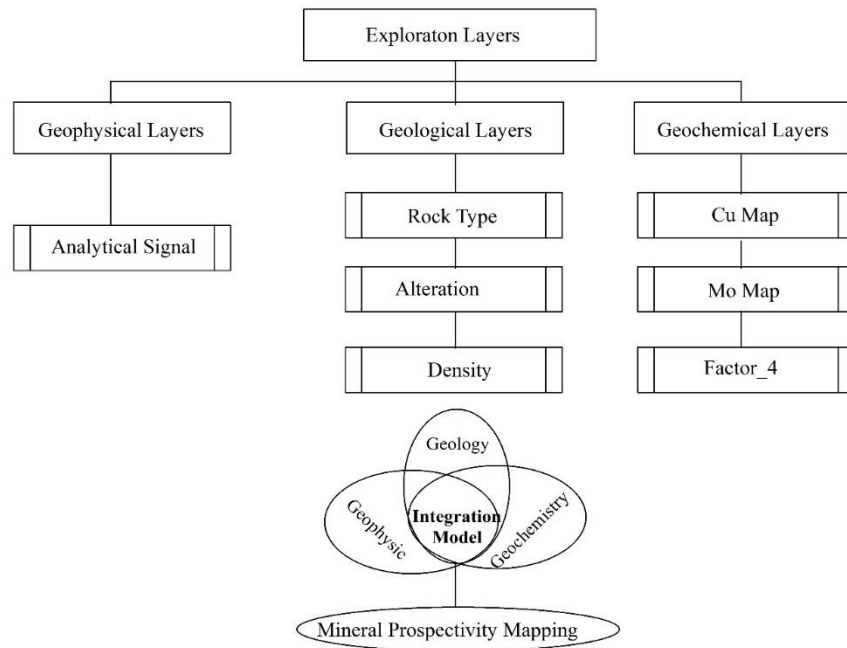 Exploraton Layers
Geophysical Layers
Geological Layers
Geochemical Layers
Analytical Signal
Rock Type
Cu Map
Alteration
Mo Map
Density
Factor_4
Geology
Geophysic
Integration
Model
Geochemistry
Mineral Prospectivity Mapping